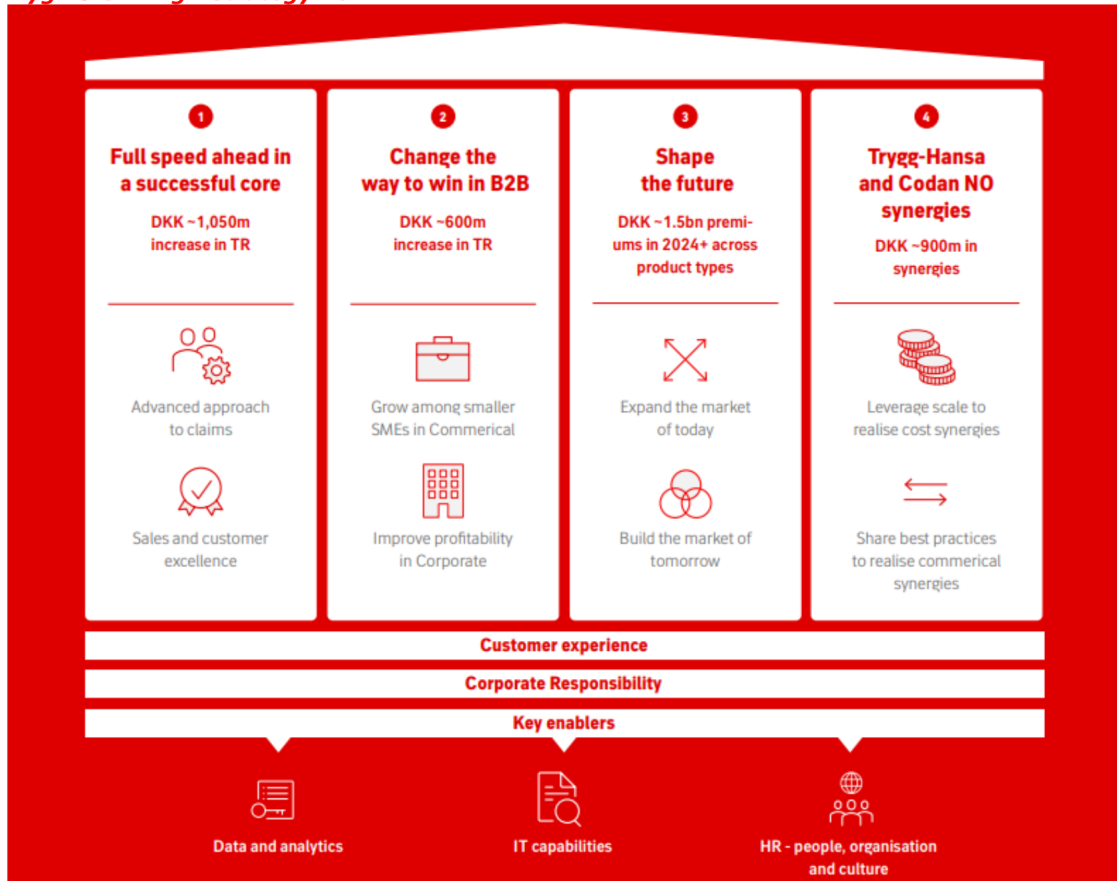 1
Full speed ahead in
a successful core
DKK ~1,050m
increase in TR
Advanced approach
to claims
Sales and customer
excellence
2
Change the
way to win in B2B
DKK ~600m
increase in TR
Grow among smaller
SMEs in Commerical
Improve profitability
in Corporate
3
Shape
the future
DKK ~1.5bn premi-
ums in 2024+ across
product types
Expand the market
of today
Build the market of
tomorrow
4
Trygg-Hansa
and Codan NO
synergies
DKK ~900m in
synergies
Leverage scale to
realise cost synergies
Share best practices
to realise commerical
synergies
Customer experience
Corporate Responsibility
Key enablers
Data and analytics
IT capabilities
HR - people, organisation
and culture